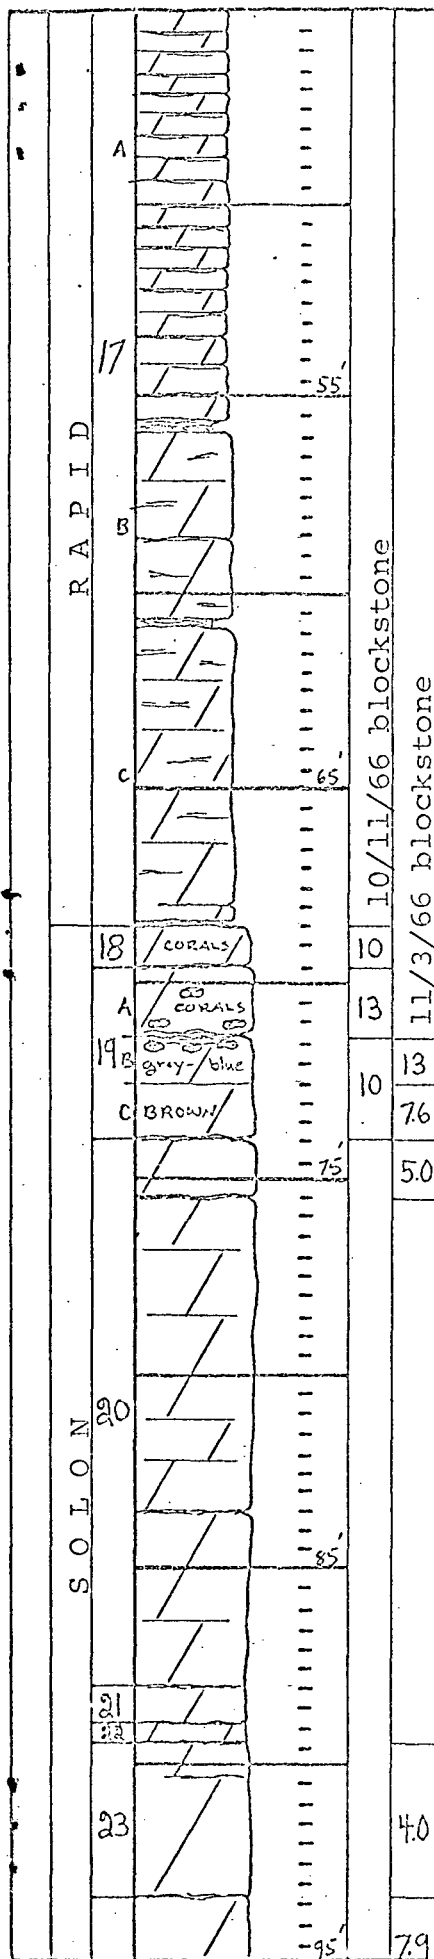 A
17
55'
RAPID
B
10/11/66 blockstone
11/3/66 blockstone
C
65'
18
CORALS
10
A
CORALS
13
19
B
grey-blue
13
10
C
BROWN
7.6
75'
5.0
20
SOLON
85'
21
22
23
4.0
95'
7.9